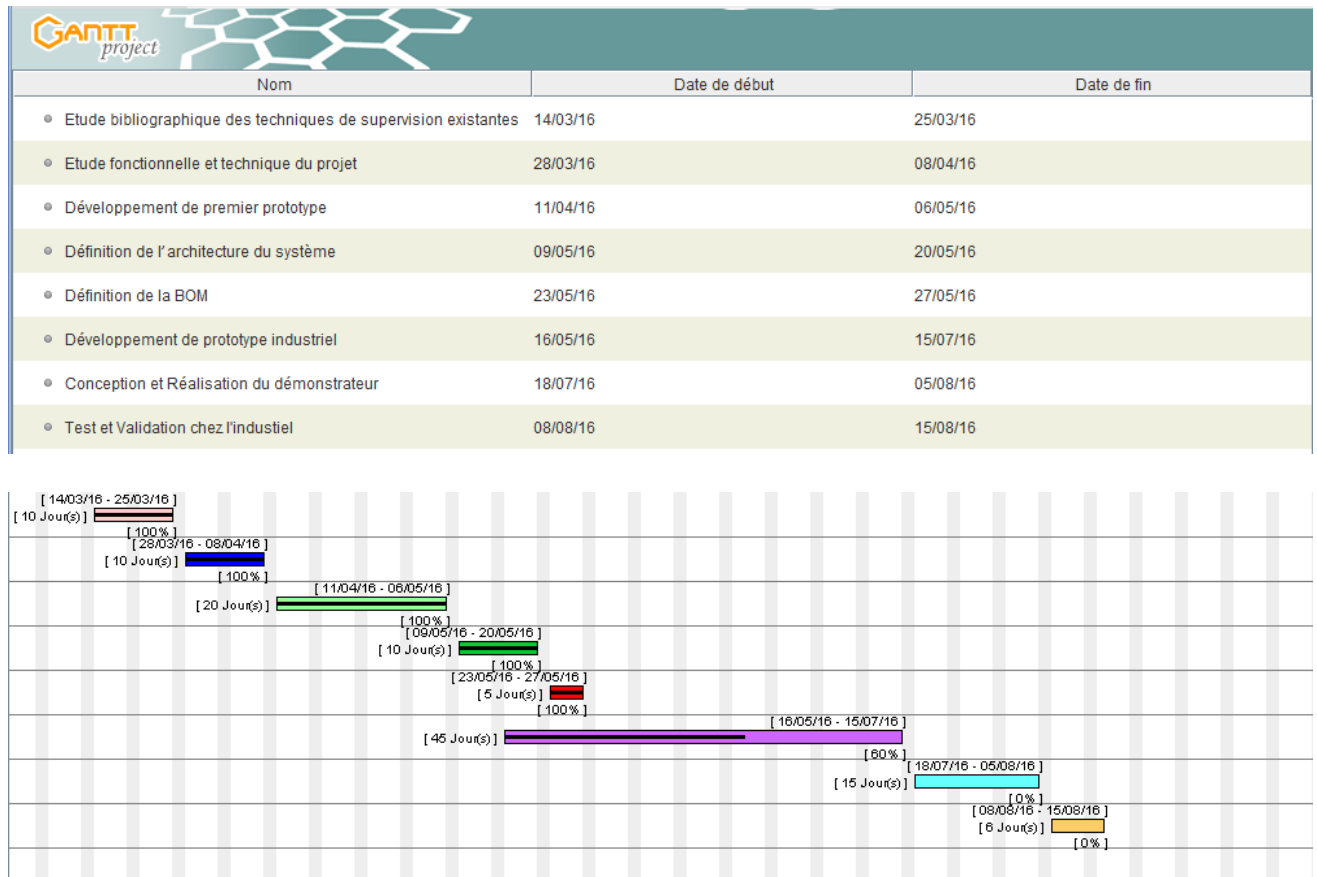 GANTT
project
Nom Date de début Date de fin
Etude bibliographique des techniques de supervision existantes 14/03/16 25/03/16
Etude fonctionnelle et technique du projet 28/03/16 08/04/16
Développement de premier prototype 11/04/16 06/05/16
Définition de l'architecture du système 09/05/16 20/05/16
Définition de la BOM 23/05/16 27/05/16
Développement de prototype industriel 16/05/16 15/07/16
Conception et Réalisation du démonstrateur 18/07/16 05/08/16
Test et Validation chez l'industiel 08/08/16 15/08/16
[ 14/03/16 - 25/03/16 ]
[ 10 Jour(s) ]
[ 100% ]
[ 28/03/16 - 08/04/16 ]
[ 10 Jour(s) ]
[ 100% ]
[ 11/04/16 - 06/05/16 ]
[ 20 Jour(s) ]
[ 100% ]
[ 09/05/16 - 20/05/16 ]
[ 10 Jour(s) ]
[ 100% ]
[ 23/05/16 - 27/05/16 ]
[ 5 Jour(s) ]
[ 100% ]
[ 16/05/16 - 15/07/16 ]
[ 45 Jour(s) ]
[ 60% ]
[ 18/07/16 - 05/08/16 ]
[ 15 Jour(s) ]
[ 0% ]
[ 08/08/16 - 15/08/16 ]
[ 6 Jour(s) ]
[ 0% ]